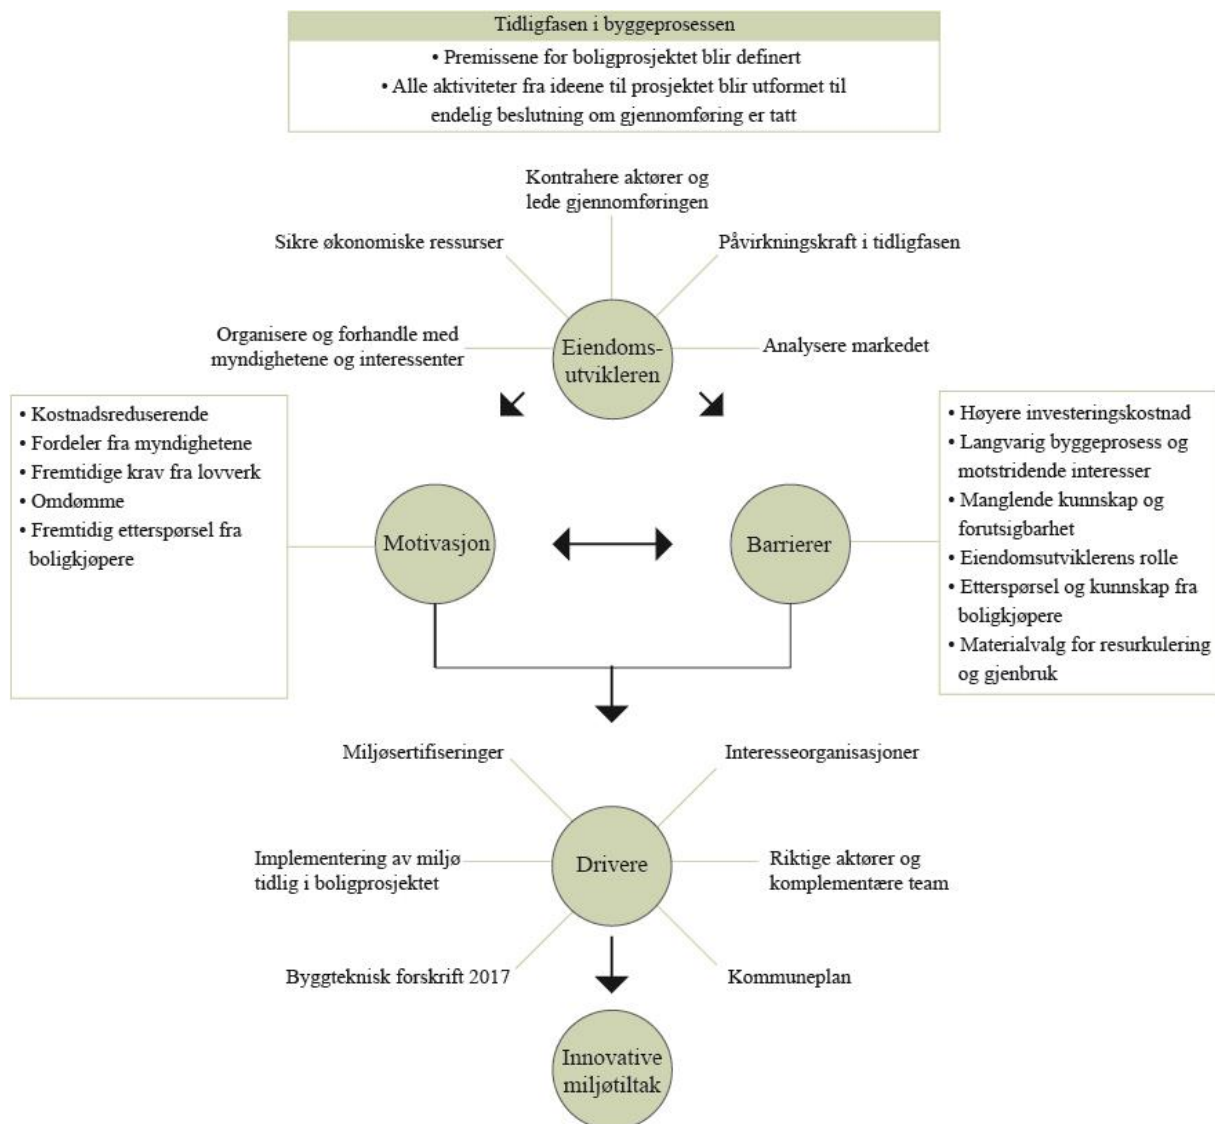 Tidligfasen i byggeprosessen
• Premissene for boligprosjektet blir definert
• Alle aktiviteter fra ideene til prosjektet blir utformet til
endelig beslutning om gjennomføring er tatt
Kontrahere aktører og
lede gjennomføringen
Sikre økonomiske ressurser
Påvirkningskraft i tidligfasen
Organisere og forhandle med
myndighetene og interessenter
Eiendoms-
utvikleren
Analysere markedet
• Kostnadsreduserende
• Fordeler fra myndighetene
• Fremtidige krav fra lovverk
• Omdømme
• Fremtidig etterspørsel fra
boligkjøpere
Motivasjon
Barrierer
• Høyere investeringskostnad
• Langvarig byggeprosess og
motstridende interesser
• Manglende kunnskap og
forutsigbarhet
• Eiendomsutviklerens rolle
• Etterspørsel og kunnskap fra
boligkjøpere
• Materialvalg for resurkulering
og gjenbruk
Miljøsertifiseringer
Interesseorganisasjoner
Implementering av miljø
tidlig i boligprosjektet
Drivere
Riktige aktører og
komplementære team
Byggteknisk forskrift 2017
Kommuneplan
Innovative
miljøtiltak